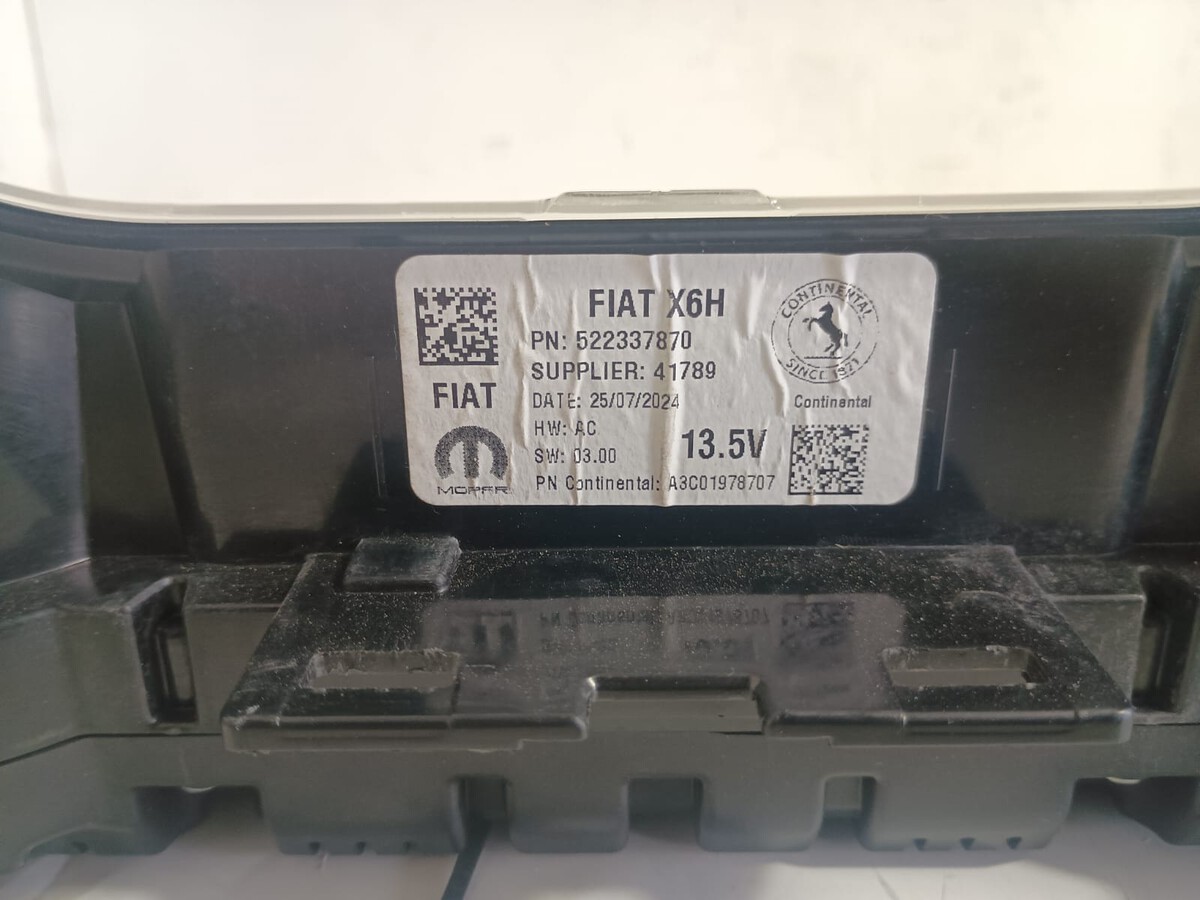 FIAT X6H
PN: 522337870
SUPPLIER: 41789
DATE: 25/07/2024
HW: AC
SW: 03.00
13.5V
PN Continental: A3C01978707
FIAT
MOPAR
CONTINENTAL
SINCE 1871
Continental